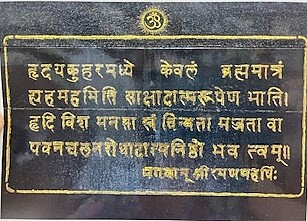 ॐ
हृदयकुहरमध्ये केवलं ब्रह्ममात्रं
ह्यहमहमिति साक्षादात्मरूपेण भाति।
हृदि विश मनसा स्वं चिन्वता मज्जता वा
पवनचलनरोधादात्मनिष्ठो भव त्वम्॥
भगवान् श्रीरमणमहर्षिः